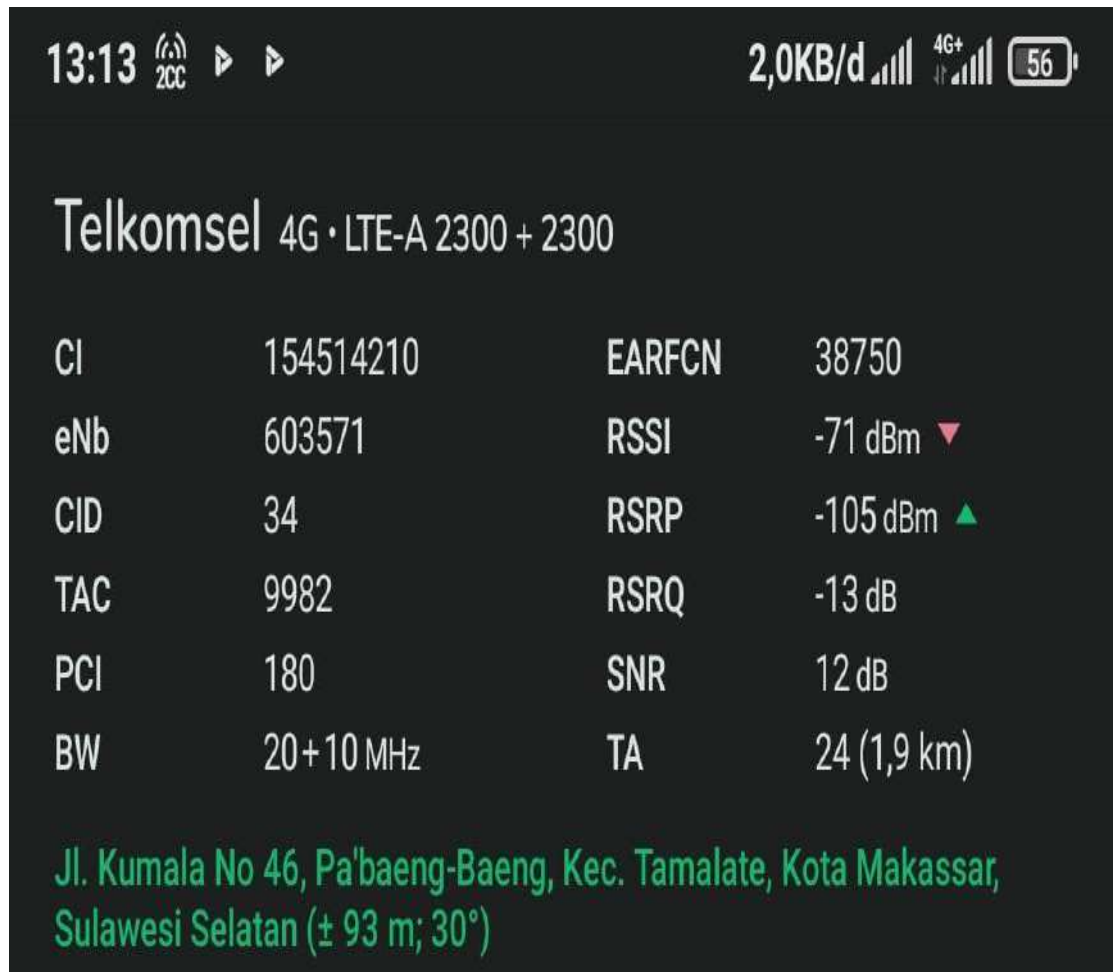 13:13 2CC 2,0KB/d 4G+ 56
Telkomsel 4G • LTE-A 2300 + 2300
CI 154514210 EARFCN 38750
eNb 603571 RSSI -71 dBm
CID 34 RSRP -105 dBm
TAC 9982 RSRQ -13 dB
PCI 180 SNR 12 dB
BW 20+10 MHz TA 24 (1,9 km)
Jl. Kumala No 46, Pa'baeng-Baeng, Kec. Tamalate, Kota Makassar,
Sulawesi Selatan (± 93 m; 30°)